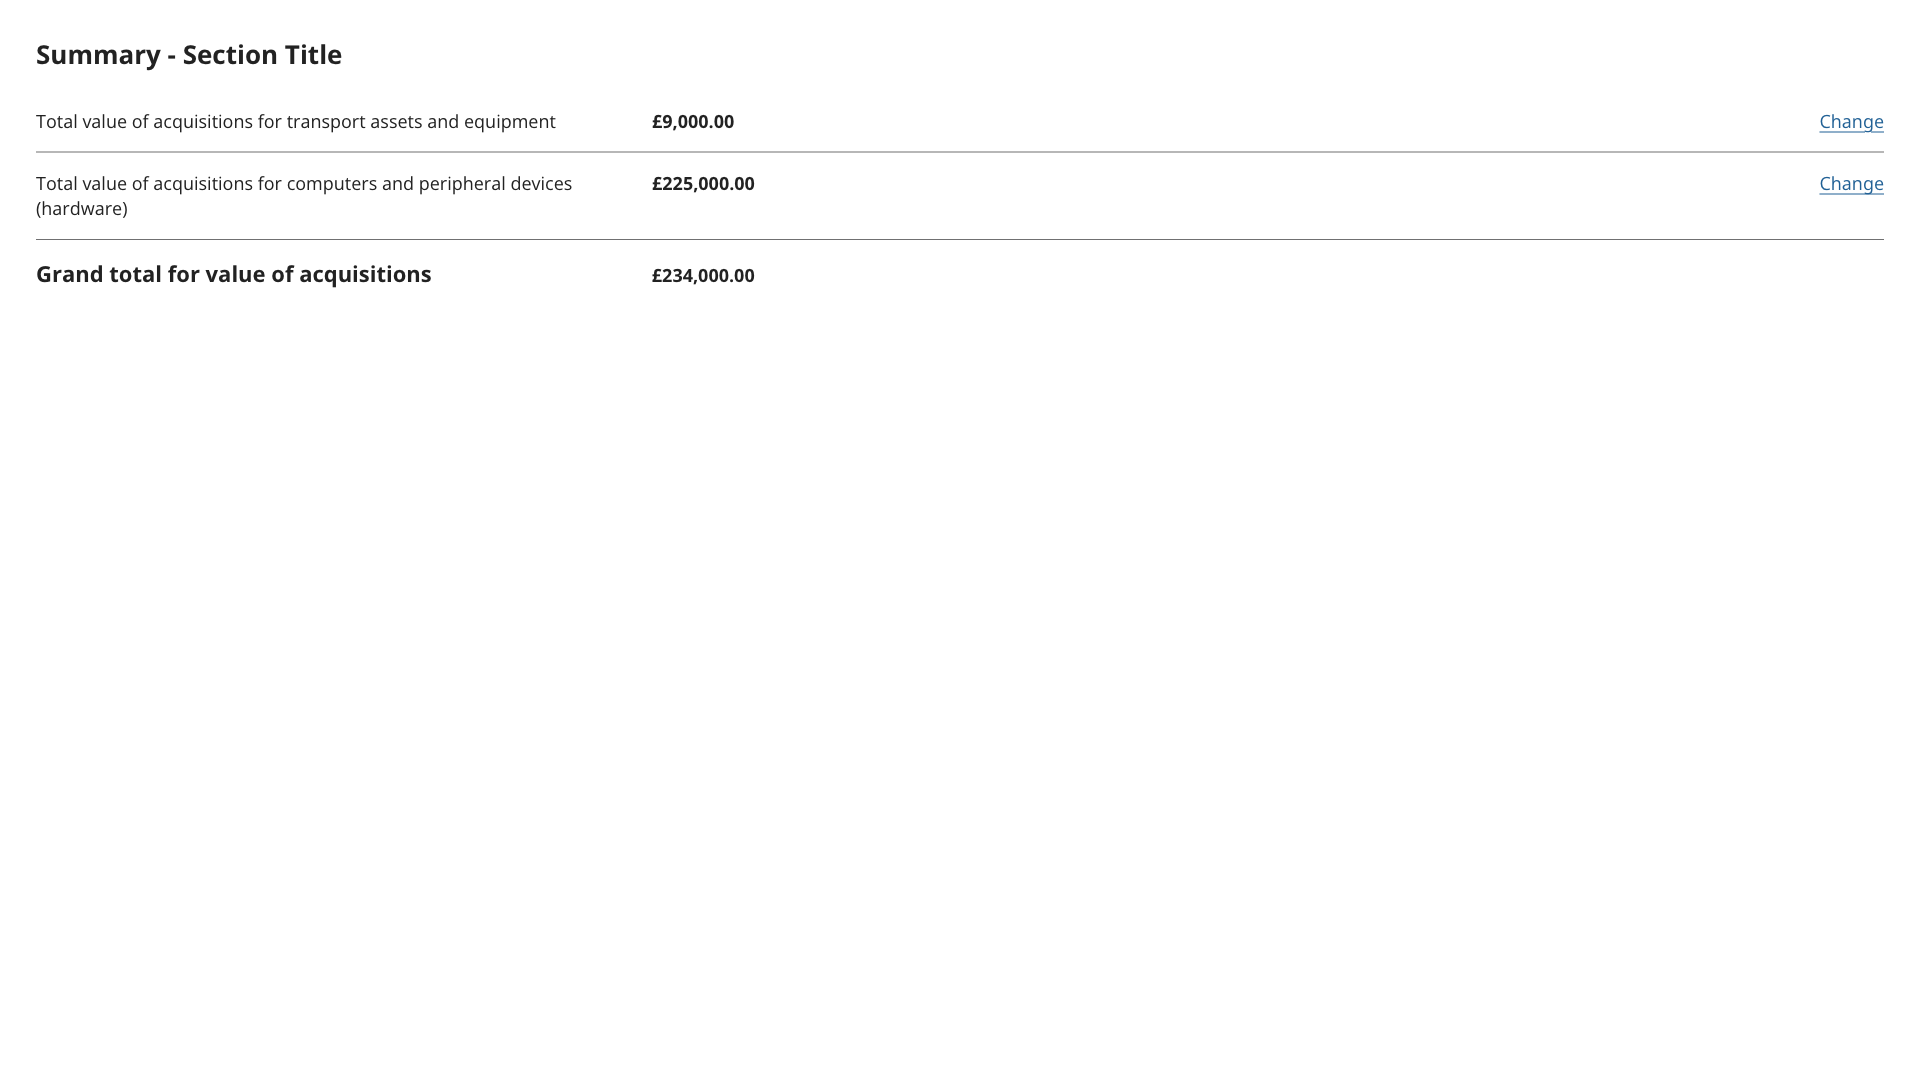 Summary - Section Title
Total value of acquisitions for transport assets and equipment £9,000.00 Change
Total value of acquisitions for computers and peripheral devices £225,000.00 Change
(hardware)
Grand total for value of acquisitions £234,000.00